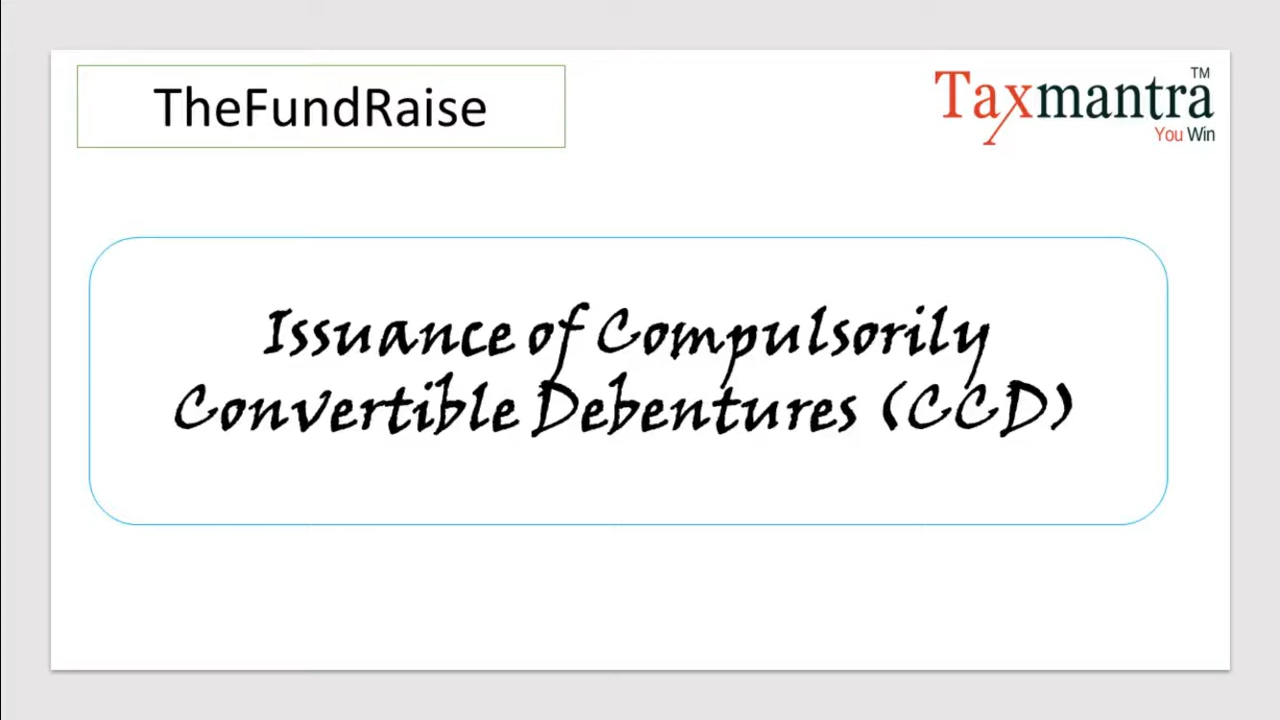 TheFundRaise
Taxmantra™
You Win
Issuance of Compulsorily
Convertible Debentures (CCD)